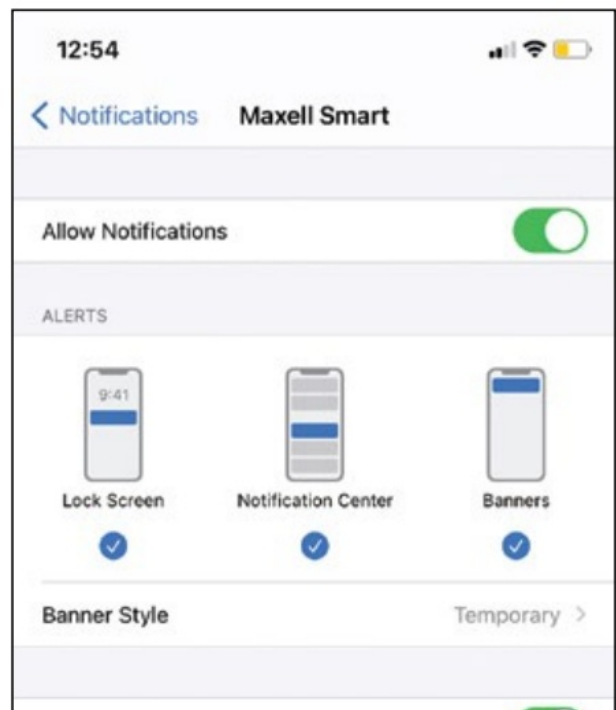 12:54
Notifications Maxell Smart
Allow Notifications
ALERTS
9:41
Lock Screen Notification Center Banners
Banner Style Temporary